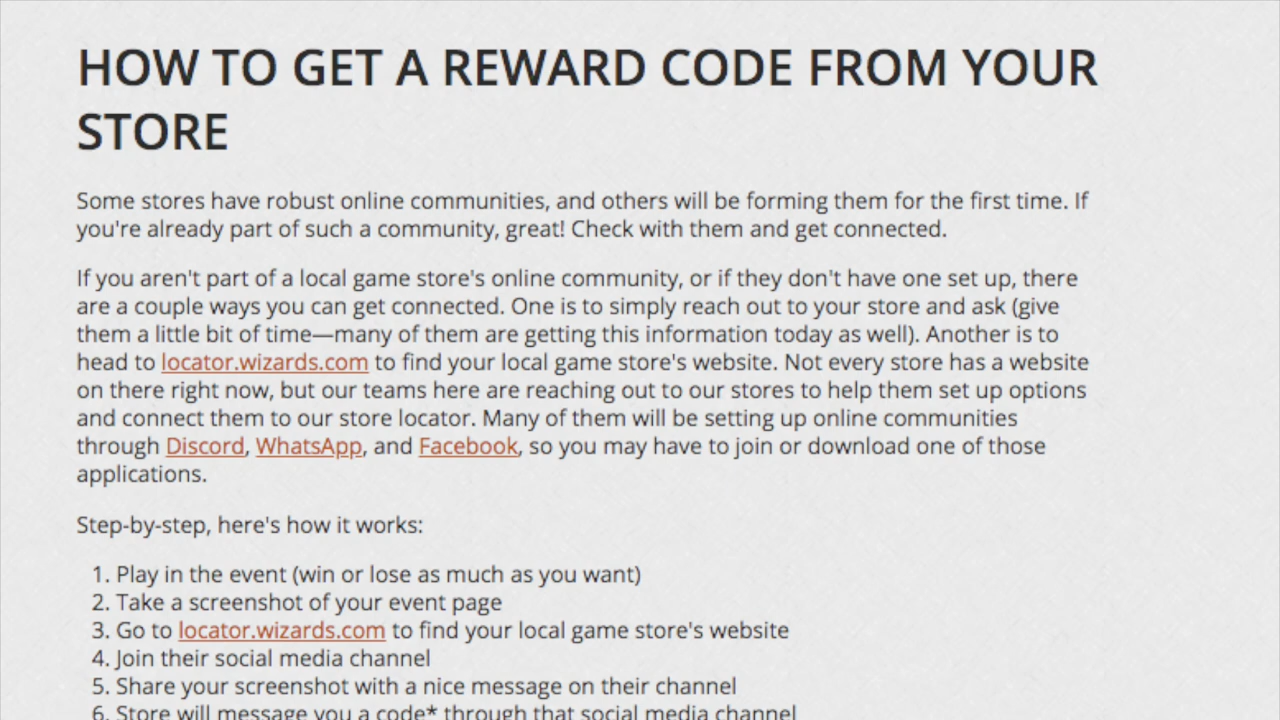 HOW TO GET A REWARD CODE FROM YOUR
STORE
Some stores have robust online communities, and others will be forming them for the first time. If
you're already part of such a community, great! Check with them and get connected.
If you aren't part of a local game store's online community, or if they don't have one set up, there
are a couple ways you can get connected. One is to simply reach out to your store and ask (give
them a little bit of time—many of them are getting this information today as well). Another is to
head to locator.wizards.com to find your local game store's website. Not every store has a website
on there right now, but our teams here are reaching out to our stores to help them set up options
and connect them to our store locator. Many of them will be setting up online communities
through Discord, WhatsApp, and Facebook, so you may have to join or download one of those
applications.
Step-by-step, here's how it works:
1. Play in the event (win or lose as much as you want)
2. Take a screenshot of your event page
3. Go to locator.wizards.com to find your local game store's website
4. Join their social media channel
5. Share your screenshot with a nice message on their channel
6. Store will message you a code* through that social media channel